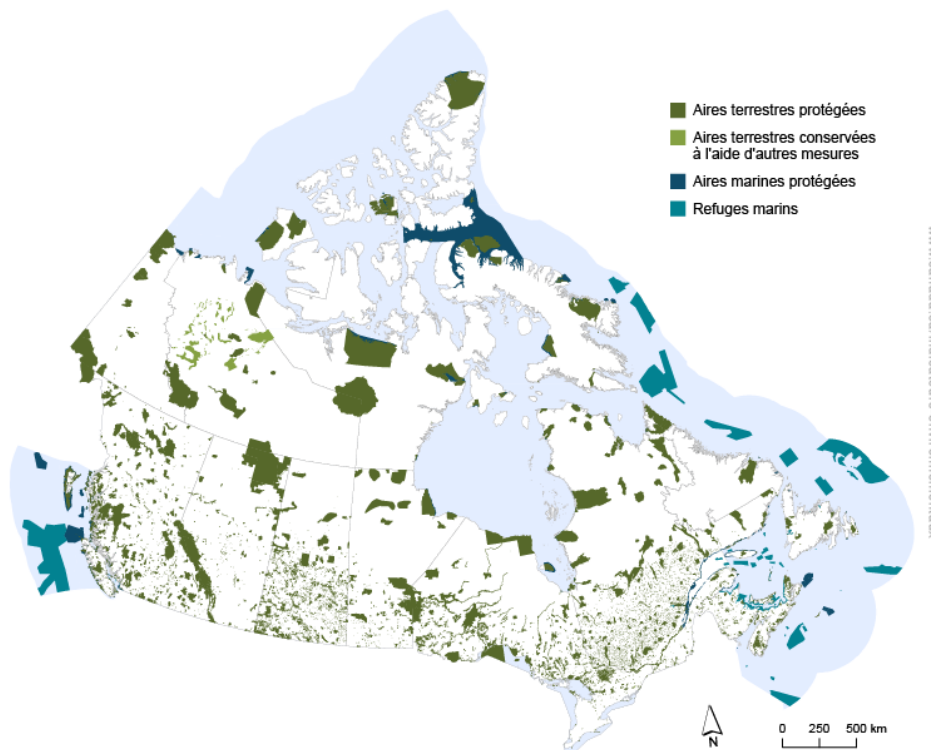 Aires terrestres protégées
Aires terrestres conservées
à l'aide d'autres mesures
Aires marines protégées
Refuges marins
N
0 250 500 km